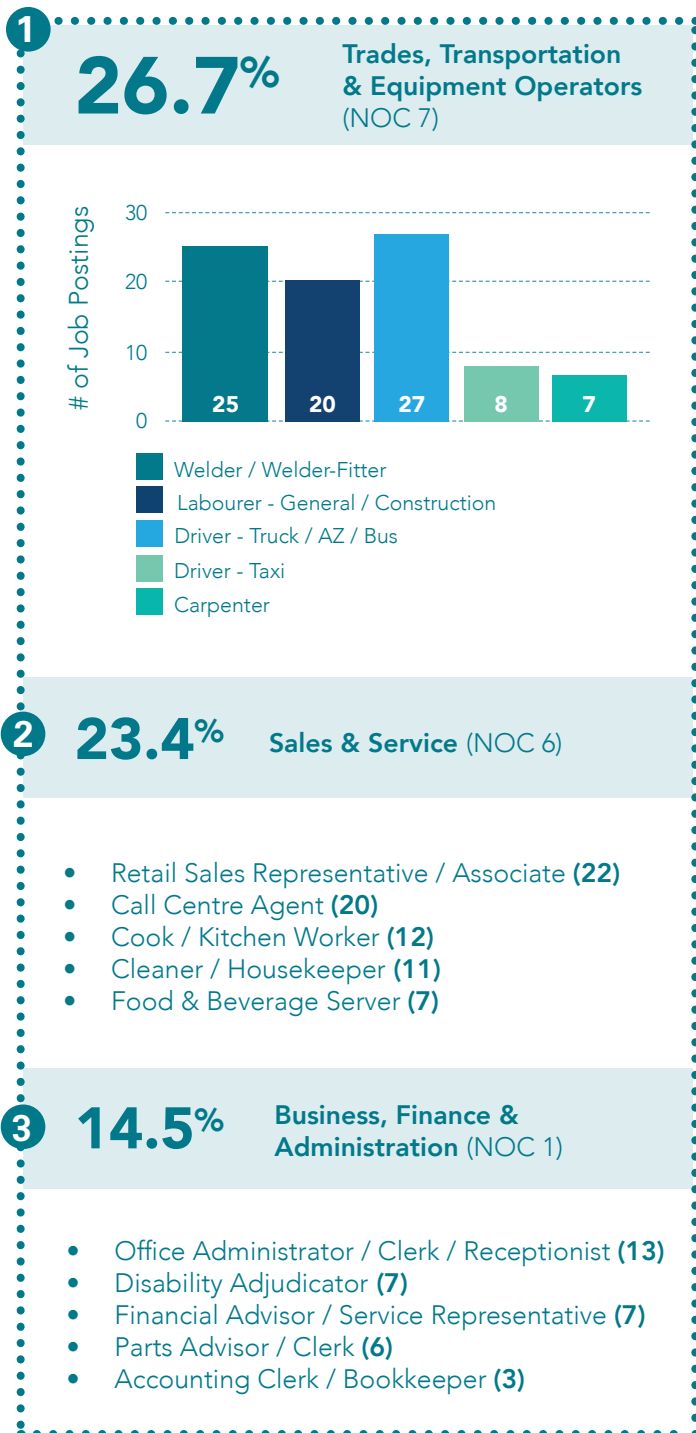 1
26.7%
Trades, Transportation
& Equipment Operators
(NOC 7)
# of Job Postings
30
20
10
0
25
20
27
8
7
Welder / Welder-Fitter
Labourer - General / Construction
Driver - Truck / AZ / Bus
Driver - Taxi
Carpenter
2
23.4%
Sales & Service (NOC 6)
• Retail Sales Representative / Associate (22)
• Call Centre Agent (20)
• Cook / Kitchen Worker (12)
• Cleaner / Housekeeper (11)
• Food & Beverage Server (7)
3
14.5%
Business, Finance &
Administration (NOC 1)
• Office Administrator / Clerk / Receptionist (13)
• Disability Adjudicator (7)
• Financial Advisor / Service Representative (7)
• Parts Advisor / Clerk (6)
• Accounting Clerk / Bookkeeper (3)